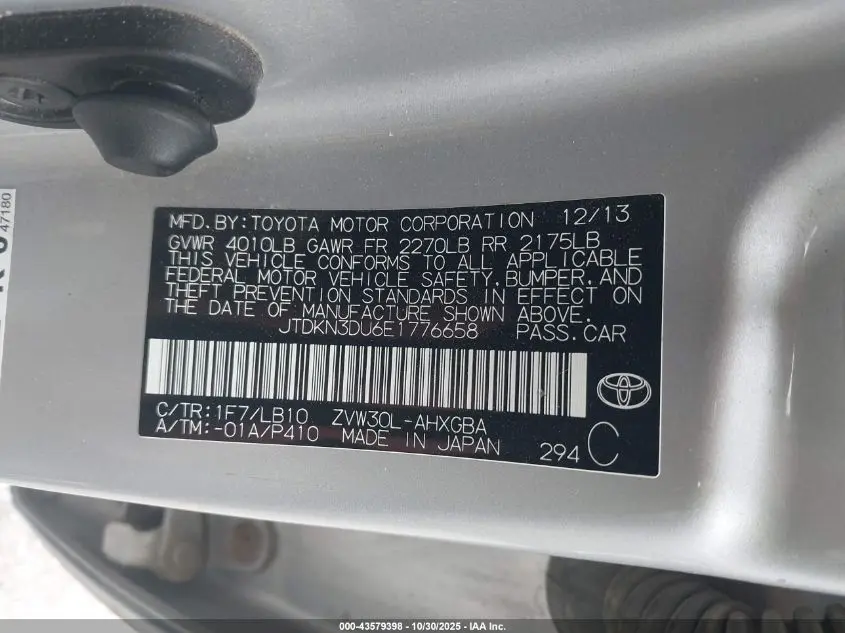 47180
MFD.BY:TOYOTA MOTOR CORPORATION 12/13
GVWR 4010LB GAWR FR 2270LB RR 2175LB
THIS VEHICLE CONFORMS TO ALL APPLICABLE
FEDERAL MOTOR VEHICLE SAFETY,BUMPER,AND
THEFT PREVENTION STANDARDS IN EFFECT ON
THE DATE OF MANUFACTURE SHOWN ABOVE.
JTDKN3DU6E1776658 PASS.CAR
C/TR:1F7/LB10 ZVW30L-AHXGBA
A/TM:-01A/P410 MADE IN JAPAN 294 C
000-43579398 - 10/30/2025 - IAA Inc.